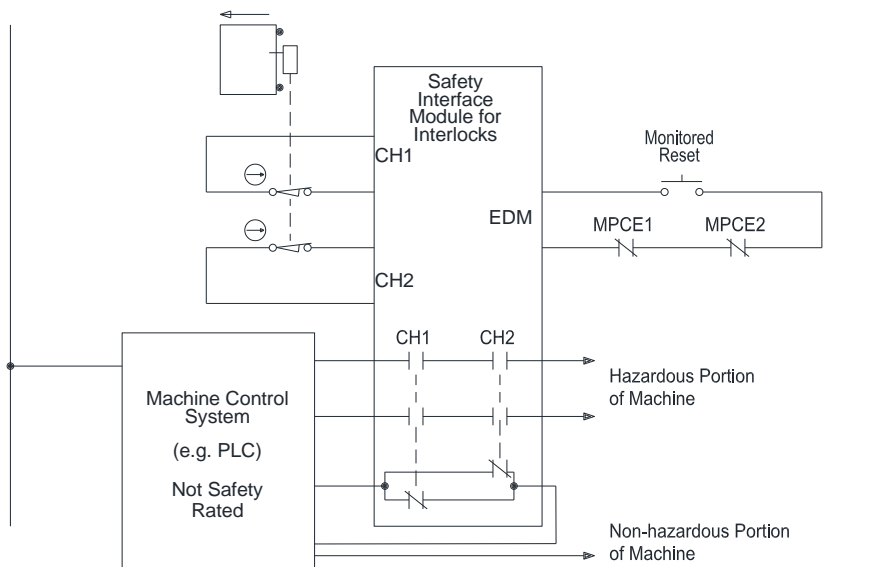 Safety
Interface
Module for
Interlocks
CH1
Monitored
Reset
EDM
MPCE1
MPCE2
CH2
CH1
CH2
Hazardous Portion
of Machine
Machine Control
System
(e.g. PLC)
Not Safety
Rated
Non-hazardous Portion
of Machine